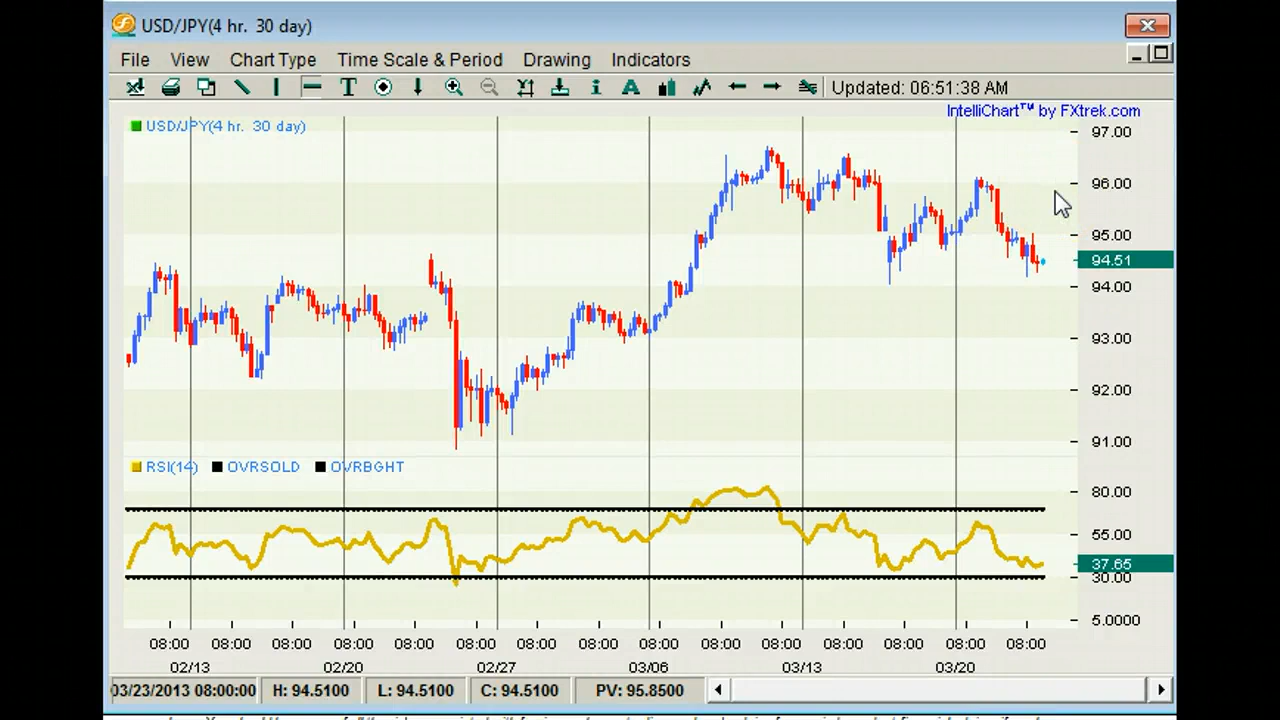 USD/JPY(4 hr. 30 day)
File View Chart Type Time Scale & Period Drawing Indicators
Updated: 06:51:38 AM
IntelliChart™ by FXtrek.com
USD/JPY(4 hr. 30 day)
97.00
96.00
95.00
94.51
94.00
93.00
92.00
91.00
RSI(14) OVRSOLD OVRBGHT
80.00
55.00
37.65
30.00
5.0000
08:00 08:00 08:00 08:00 08:00 08:00 08:00 08:00 08:00 08:00 08:00 08:00 08:00 08:00 08:00
02/13 02/20 02/27 03/06 03/13 03/20
03/23/2013 08:00:00 H: 94.5100 L: 94.5100 C: 94.5100 PV: 95.8500